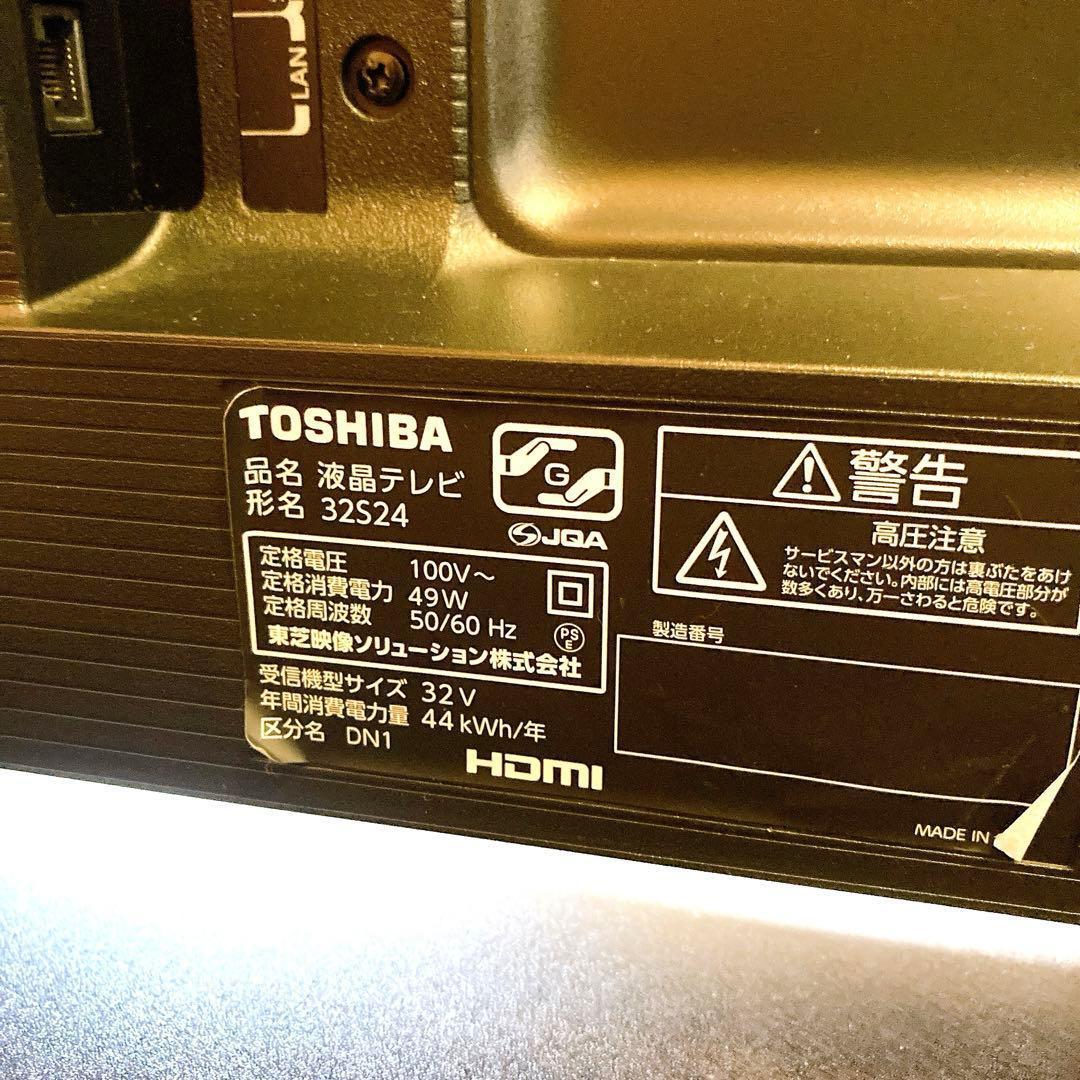 LAN
TOSHIBA
品名 液晶テレビ
形名 32S24
G
JQA
定格電圧 100V～
定格消費電力 49W
定格周波数 50/60 Hz
PS
E
東芝映像ソリューション株式会社
受信機型サイズ 32V
年間消費電力量 44kWh/年
区分名 DN1
HDMI
警告
高圧注意
サービスマン以外の方は裏ぶたをあけ
ないでください。内部には高電圧部分が
数多くあり、万一さわると危険です。
製造番号
MADE IN